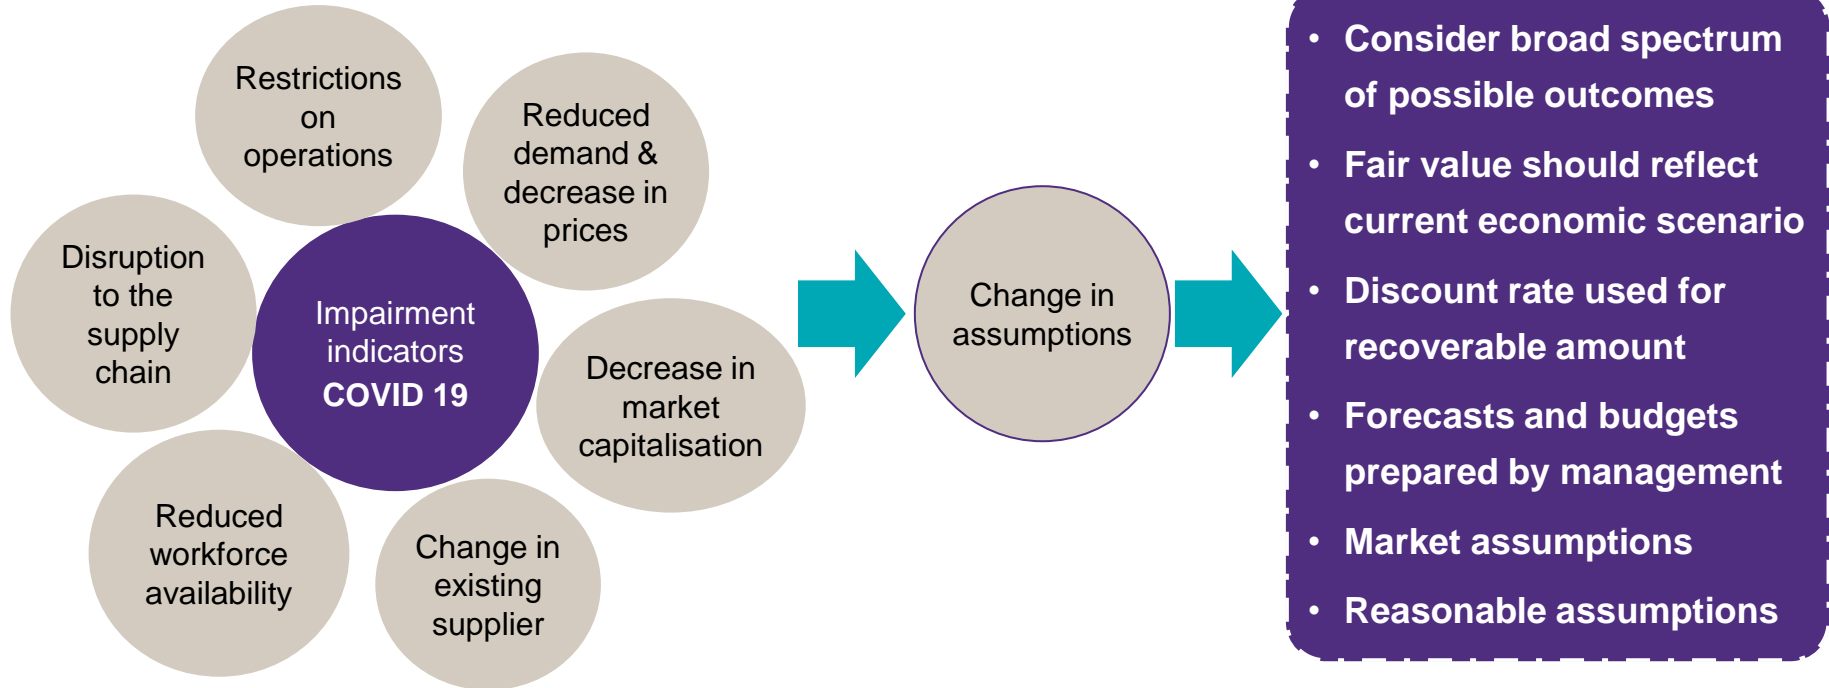 Restrictions
on
operations
Reduced
demand &
decrease in
prices
Disruption
to the
supply
chain
Impairment
indicators
COVID 19
Decrease in
market
capitalisation
Reduced
workforce
availability
Change in
existing
supplier
Change in
assumptions
• Consider broad spectrum
of possible outcomes
• Fair value should reflect
current economic scenario
• Discount rate used for
recoverable amount
• Forecasts and budgets
prepared by management
• Market assumptions
• Reasonable assumptions